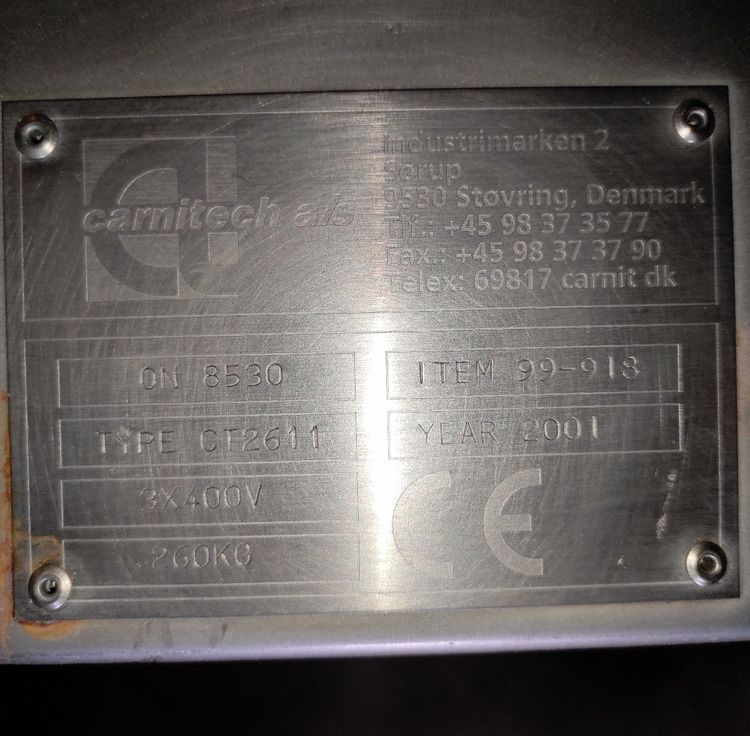 carnitech a/s
Industrimarken 2
Sørup
9530 Støvring, Denmark
Tlf.: +45 98 37 35 77
Fax.: +45 98 37 37 90
Telex: 69817 carnit dk
ON 8530
ITEM 99-918
TYPE CT2611
YEAR 2001
3X400V
260KG
CE